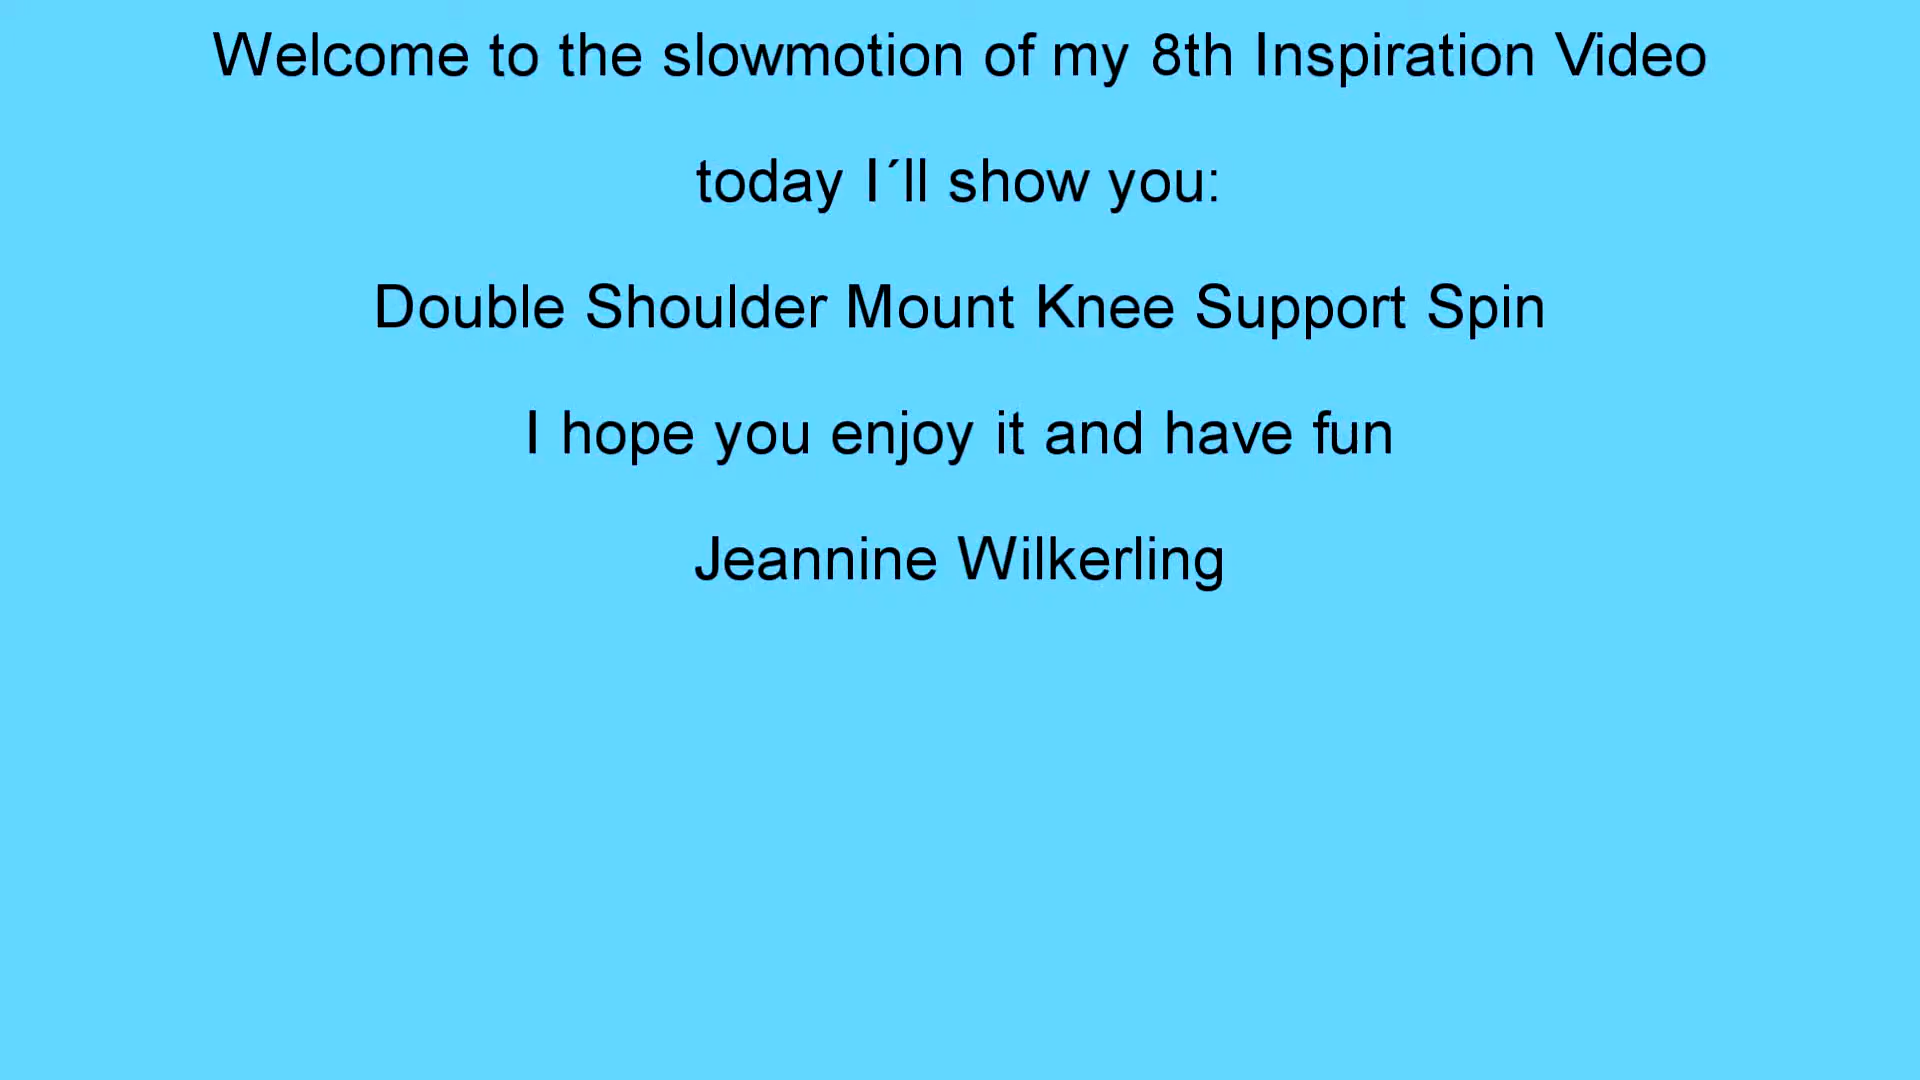 Welcome to the slowmotion of my 8th Inspiration Video
today I´ll show you:
Double Shoulder Mount Knee Support Spin
I hope you enjoy it and have fun
Jeannine Wilkerling